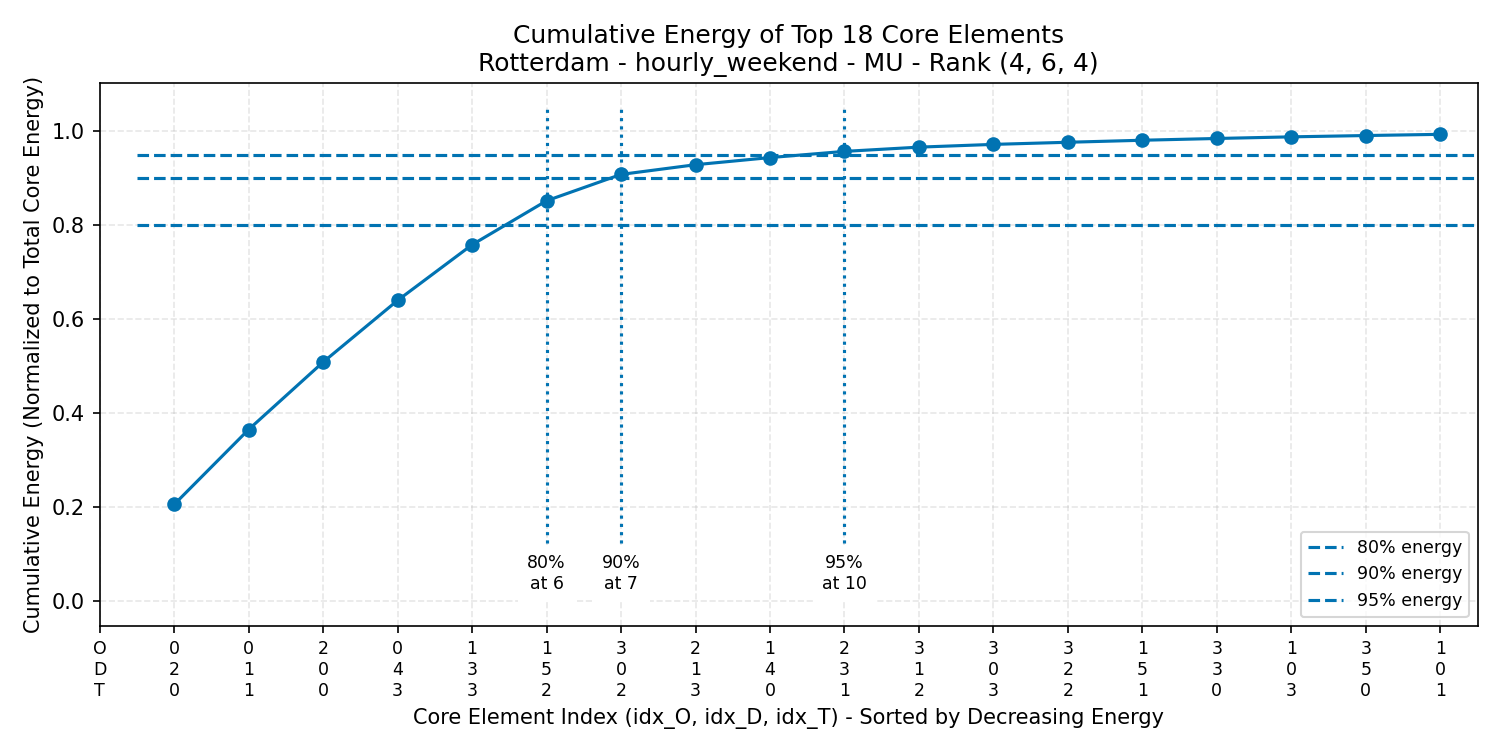 Cumulative Energy of Top 18 Core Elements
Rotterdam - hourly_weekend - MU - Rank (4, 6, 4)
Cumulative Energy (Normalized to Total Core Energy)
1.0
0.8
0.6
0.4
0.2
0.0
80%
at 6
90%
at 7
95%
at 10
80% energy
90% energy
95% energy
O 0 0 2 0 1 1 3 2 1 2 3 3 3 1 3 1 3 1
D 2 1 0 4 3 5 0 1 4 3 1 0 2 5 3 0 5 0
T 0 1 0 3 3 2 2 3 0 1 2 3 2 1 0 3 0 1
Core Element Index (idx_O, idx_D, idx_T) - Sorted by Decreasing Energy